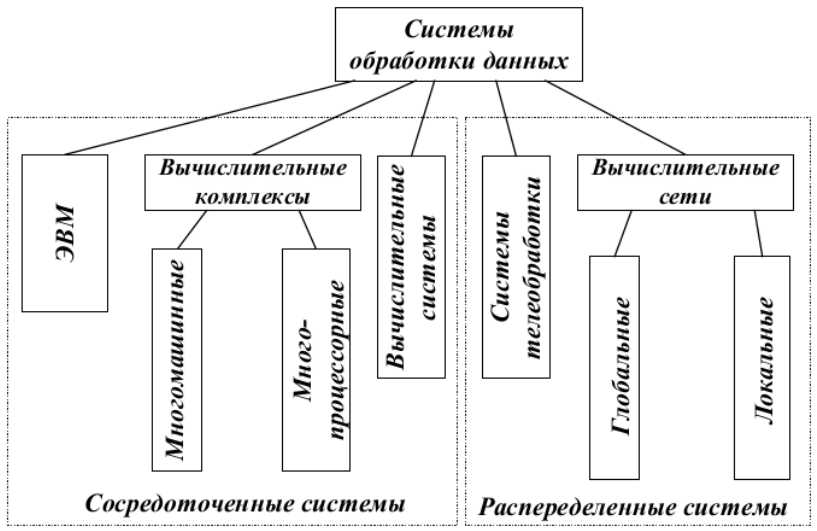 Системы
обработки данных
ЭВМ
Вычислительные
комплексы
Многомашинные
Много-
процессорные
Вычислительные
системы
Сосредоточенные системы
Системы
телеобработки
Вычислительные
сети
Глобальные
Локальные
Распеределенные системы